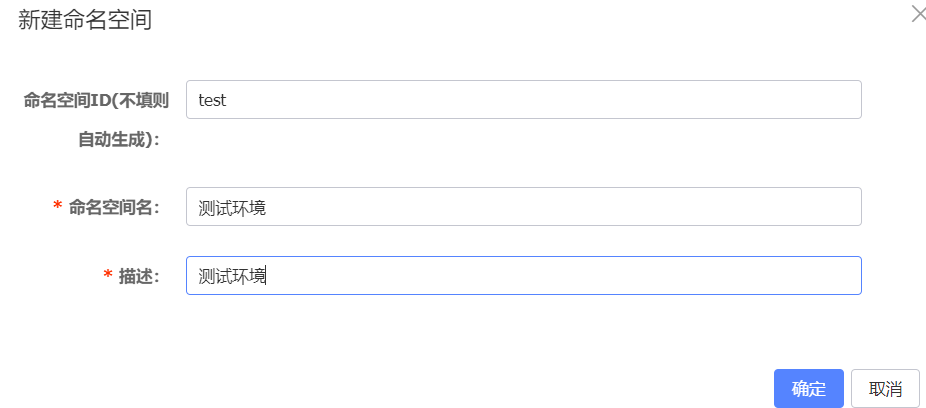 新建命名空间
命名空间ID(不填则
自动生成)：
test
* 命名空间名：
测试环境
* 描述：
测试环境
确定
取消